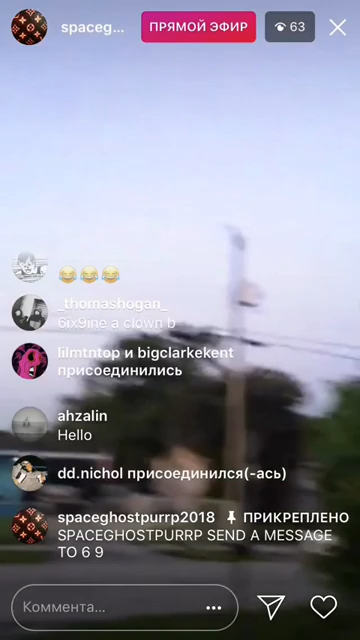 spaceg...
ПРЯМОЙ ЭФИР
63
😂😂😂
_thomashogan_
6ix9ine a clown b
lilmtntop и bigclarkekent
присоединились
ahzalin
Hello
dd.nichol присоединился(-ась)
spaceghostpurrp2018 ПРИКРЕПЛЕНО
SPACEGHOSTPURRP SEND A MESSAGE
TO 6 9
Коммента...